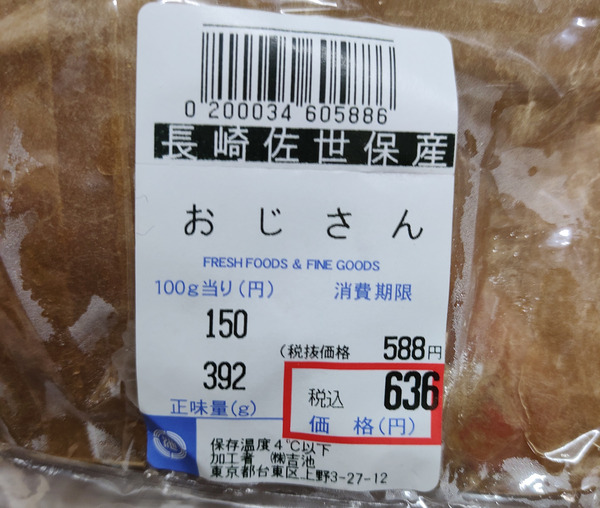 0 200034 605886
長崎佐世保産
おじさん
FRESH FOODS & FINE GOODS
100g当り(円) 消費期限
150
(税抜価格 588円
392 税込 636
正味量(g) 価格(円)
保存温度4℃以下
加工者 ㈱吉池
東京都台東区上野3-27-12